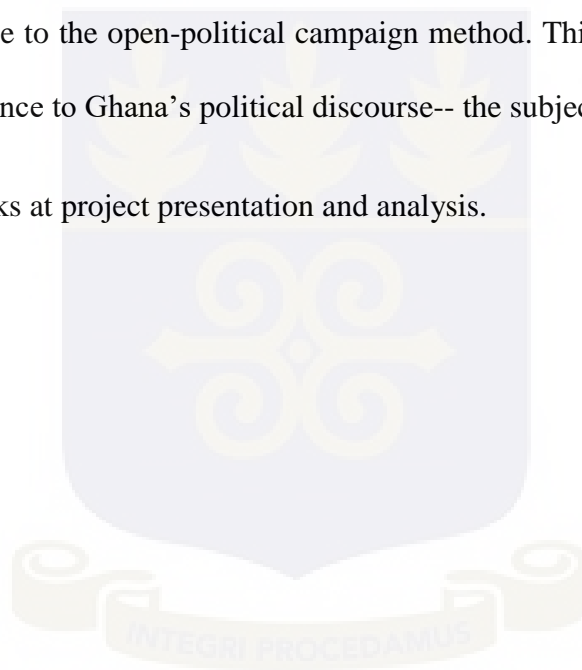 e to the open-political campaign method. Thi
nce to Ghana’s political discourse-- the subjec
ks at project presentation and analysis.
INTEGRI PROCEDAMUS